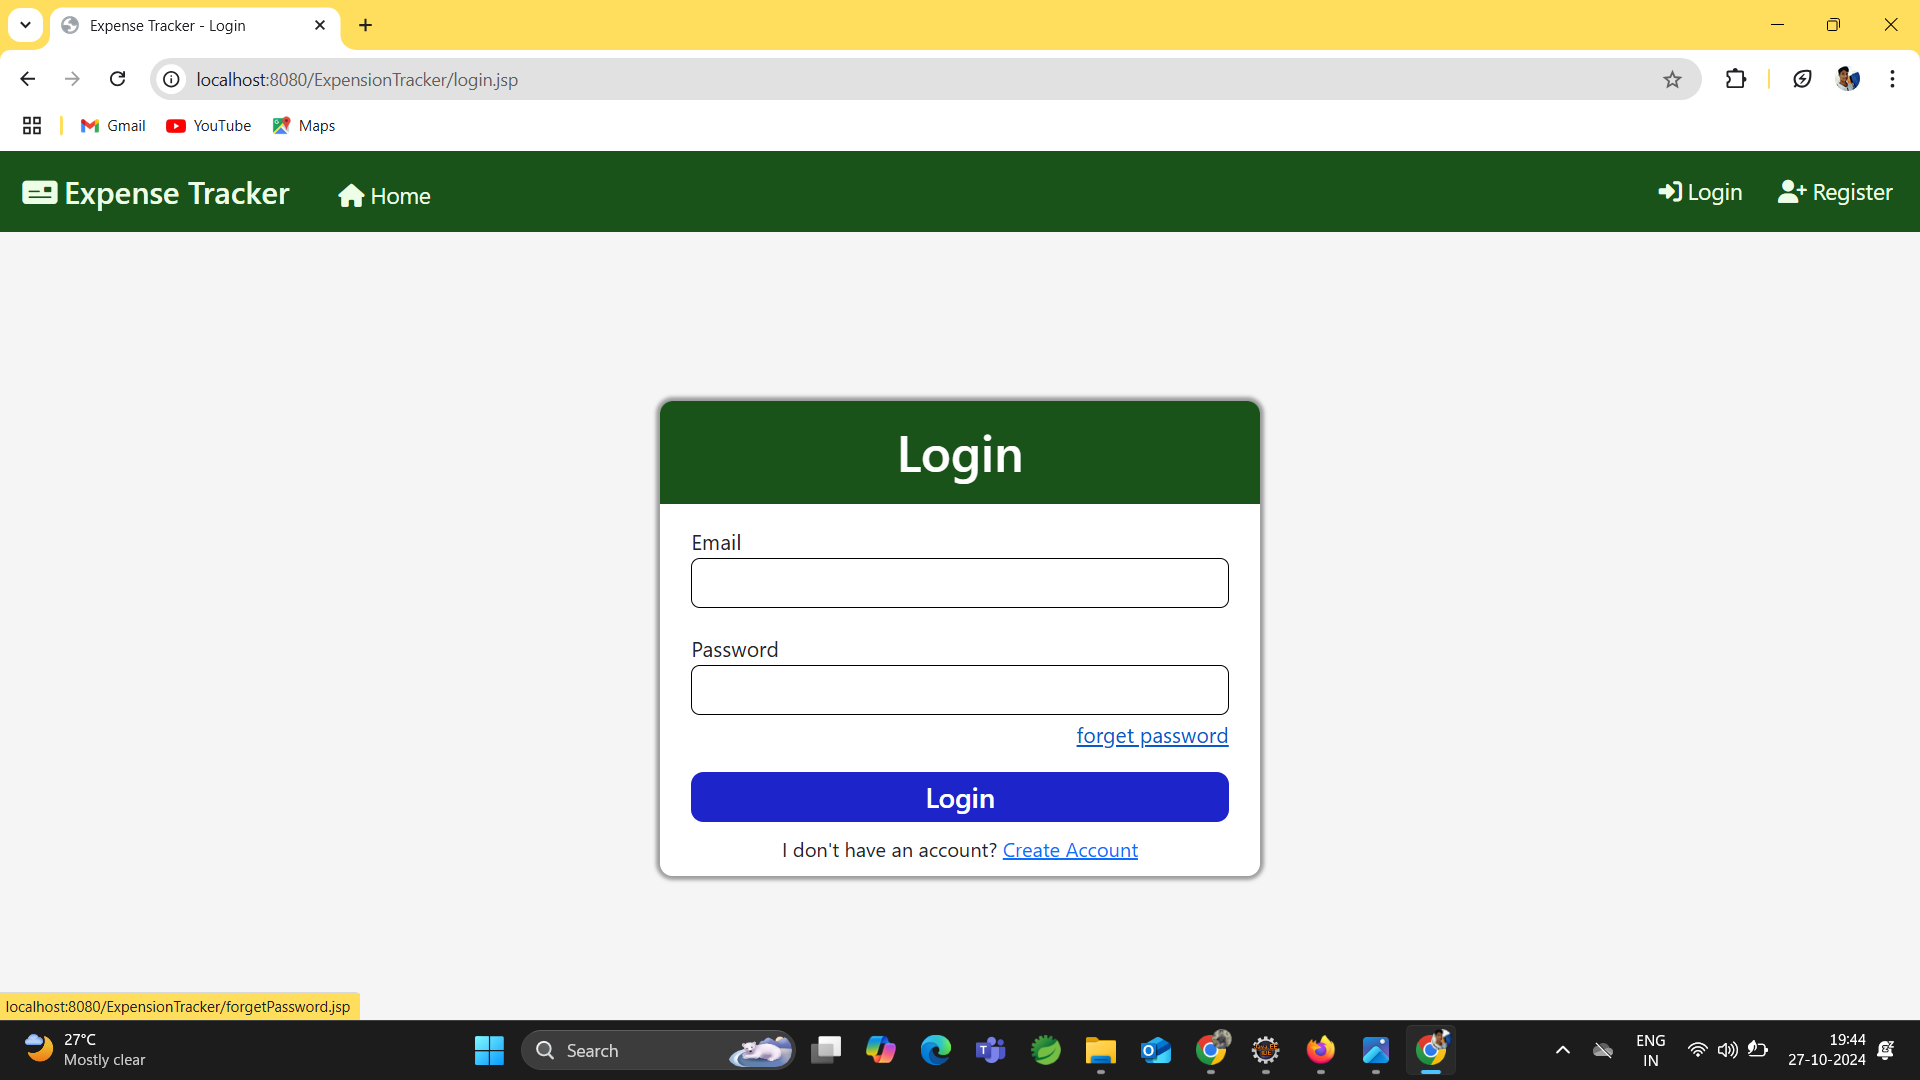 Expense Tracker - Login
localhost:8080/ExpensionTracker/login.jsp
Gmail YouTube Maps
Expense Tracker Home Login Register
Login
Email
Password
forget password
Login
I don't have an account? Create Account
localhost:8080/ExpensionTracker/forgetPassword.jsp
27°C
Mostly clear
Search
ENG
IN
19:44
27-10-2024